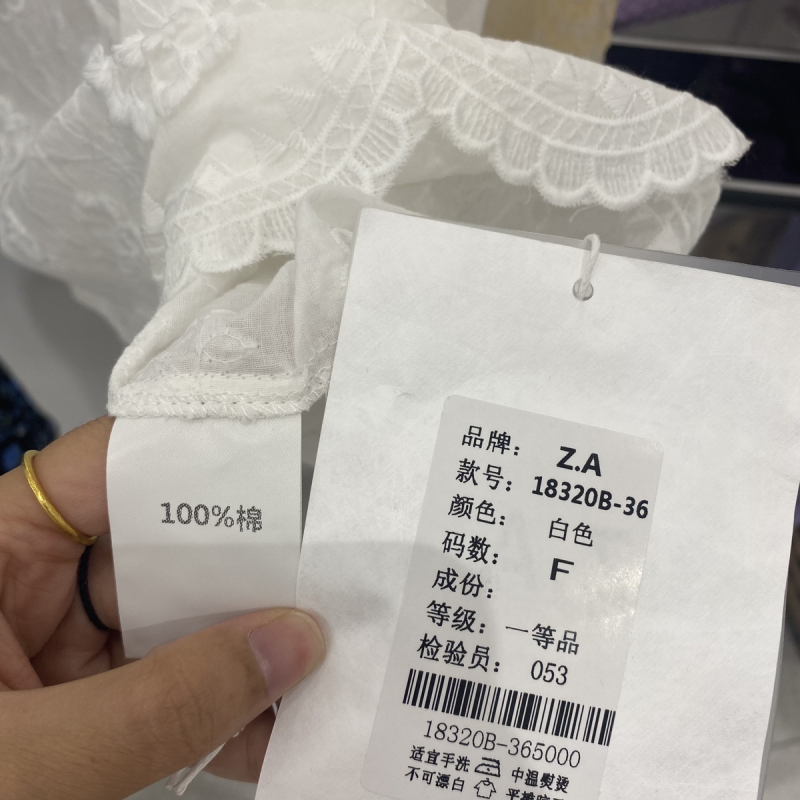 100%棉
品牌: Z.A
款号: 18320B-36
颜色: 白色
码数: F
成份:
等级: 一等品
检验员: 053
18320B-365000
适宜手洗 中温熨烫
不可漂白